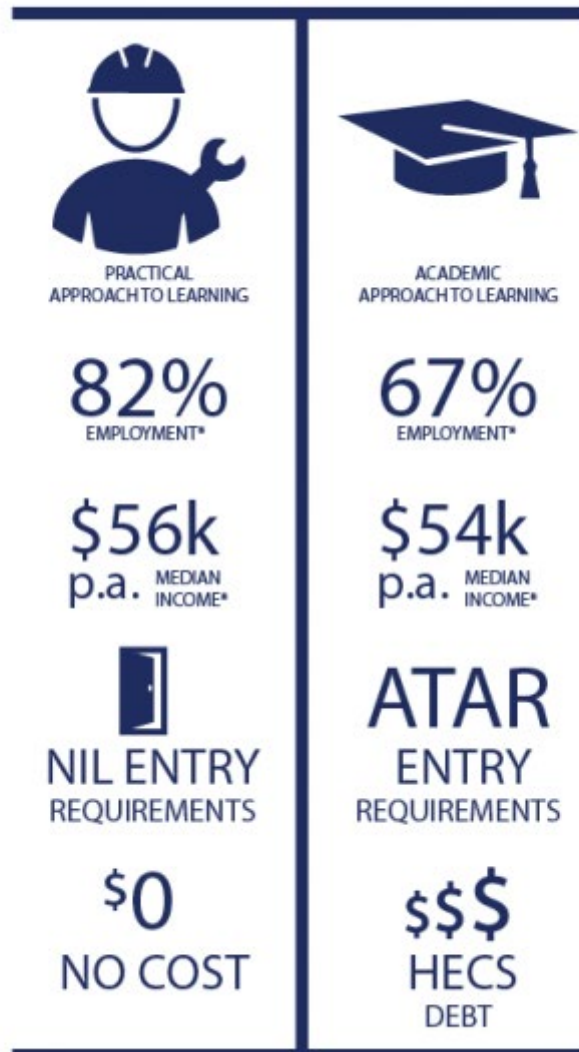 PRACTICAL
APPROACH TO LEARNING
82%
EMPLOYMENT*
$56k
p.a. MEDIAN
INCOME*
NIL ENTRY
REQUIREMENTS
$0
NO COST
ACADEMIC
APPROACH TO LEARNING
67%
EMPLOYMENT*
$54k
p.a. MEDIAN
INCOME*
ATAR
ENTRY
REQUIREMENTS
$$$
HECS
DEBT